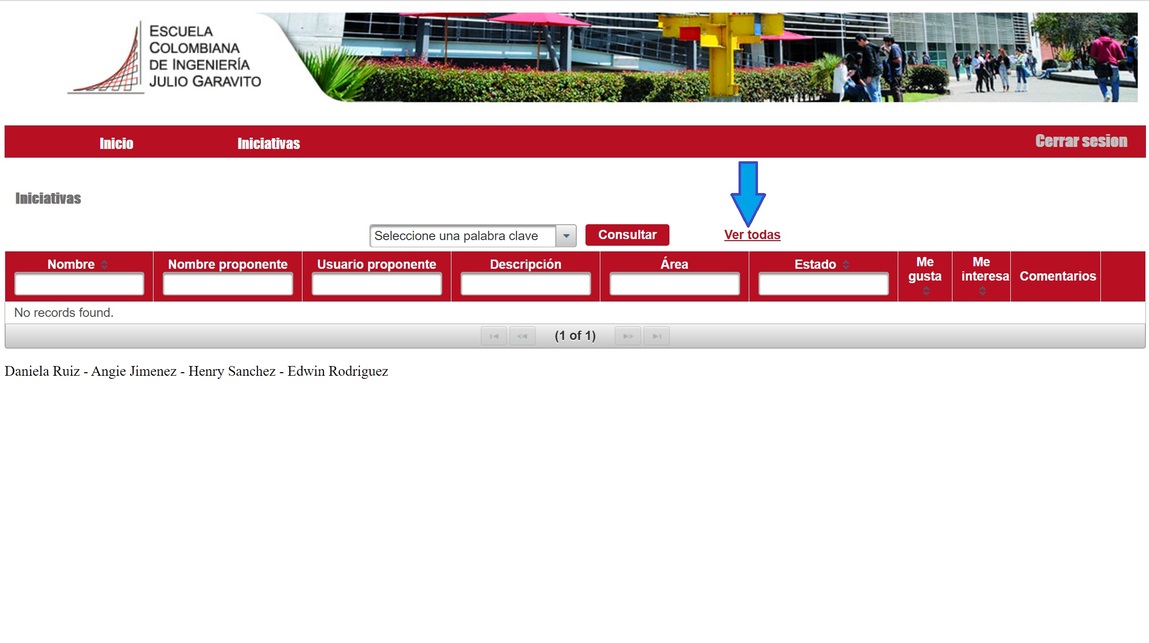 ESCUELA
COLOMBIANA
DE INGENIERÍA
JULIO GARAVITO
Inicio Iniciativas Cerrar sesion
Iniciativas
Seleccione una palabra clave Consultar Ver todas
Nombre Nombre proponente Usuario proponente Descripción Área Estado Me gusta Me interesa Comentarios
No records found.
(1 of 1)
Daniela Ruiz - Angie Jimenez - Henry Sanchez - Edwin Rodriguez